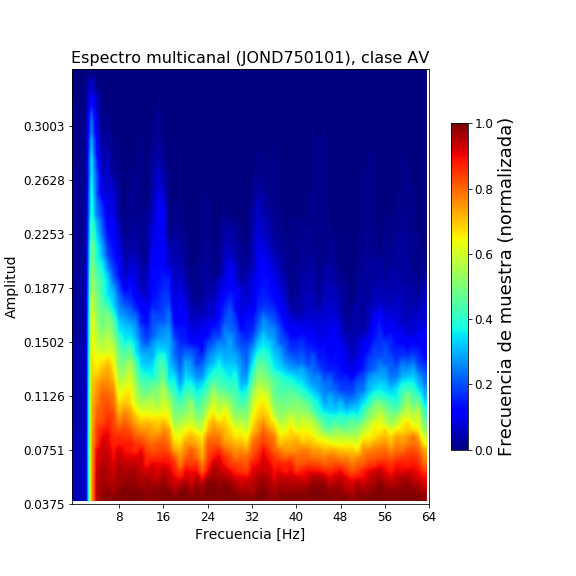 Espectro multicanal (JOND750101), clase AV
Amplitud
0.3003
0.2628
0.2253
0.1877
0.1502
0.1126
0.0751
0.0375
8 16 24 32 40 48 56 64
Frecuencia [Hz]
1.0
0.8
0.6
0.4
0.2
0.0
Frecuencia de muestra (normalizada)